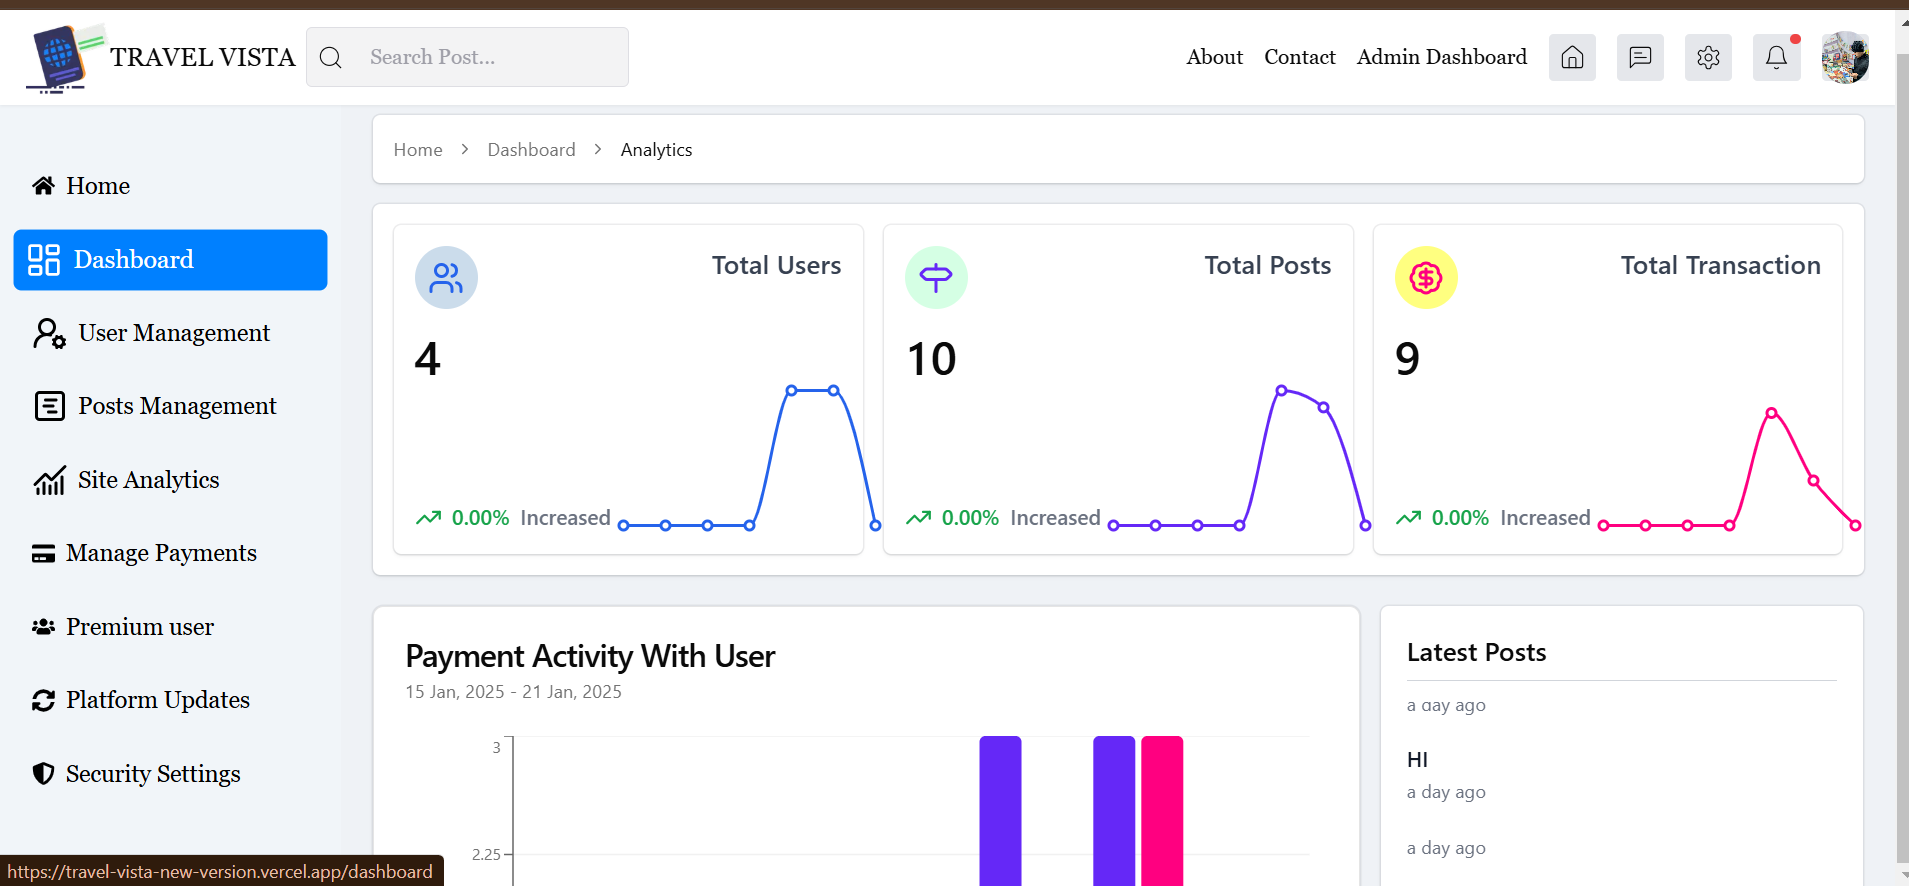 TRAVEL VISTA
Search Post...
About Contact Admin Dashboard
Home > Dashboard > Analytics
Home
Dashboard
User Management
Posts Management
Site Analytics
Manage Payments
Premium user
Platform Updates
Security Settings
Total Users
4
0.00% Increased
Total Posts
10
0.00% Increased
Total Transaction
9
0.00% Increased
Payment Activity With User
15 Jan, 2025 - 21 Jan, 2025
3
2.25
Latest Posts
a day ago
HI
a day ago
a day ago
https://travel-vista-new-version.vercel.app/dashboard